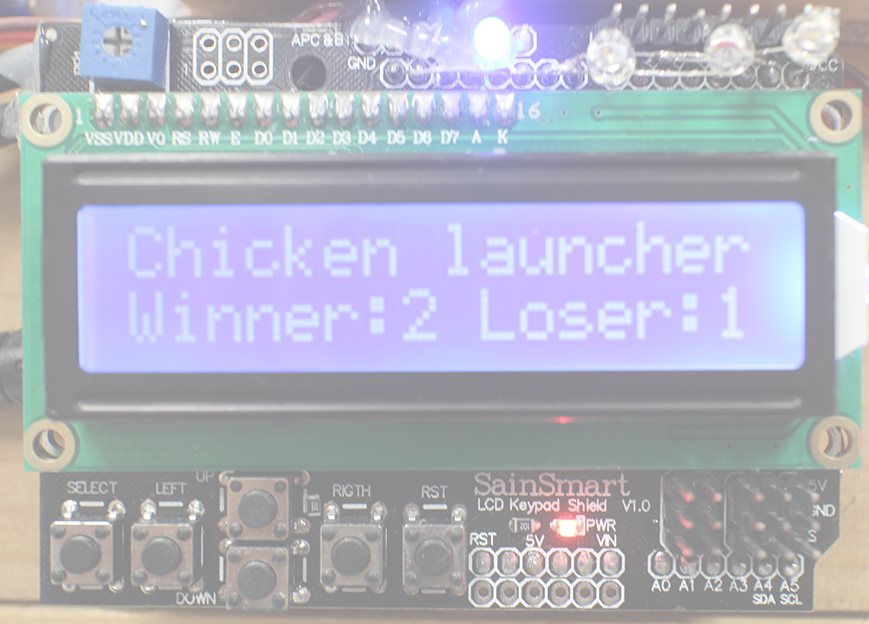 APC & B
GND
VCC
1
16
VSS VDD V0 RS RW E D0 D1 D2 D3 D4 D5 D6 D7 A K
Chicken launcher
Winner:2 Loser:1
SELECT
LEFT
UP
DOWN
RIGTH
RST
SainSmart
LCD Keypad Shield V1.0
PWR
RST
5V
VIN
5V
GND
S
A0 A1 A2 A3 A4 A5
SDA SCL